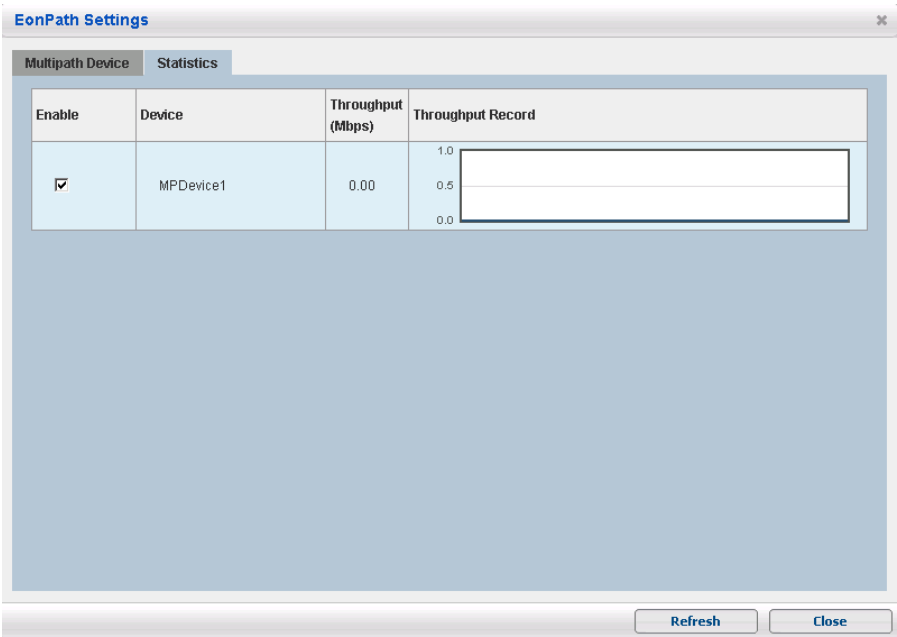 EonPath Settings
Multipath Device Statistics
Enable Device Throughput (Mbps) Throughput Record
1.0
MPDevice1 0.00 0.5
0.0
Refresh Close